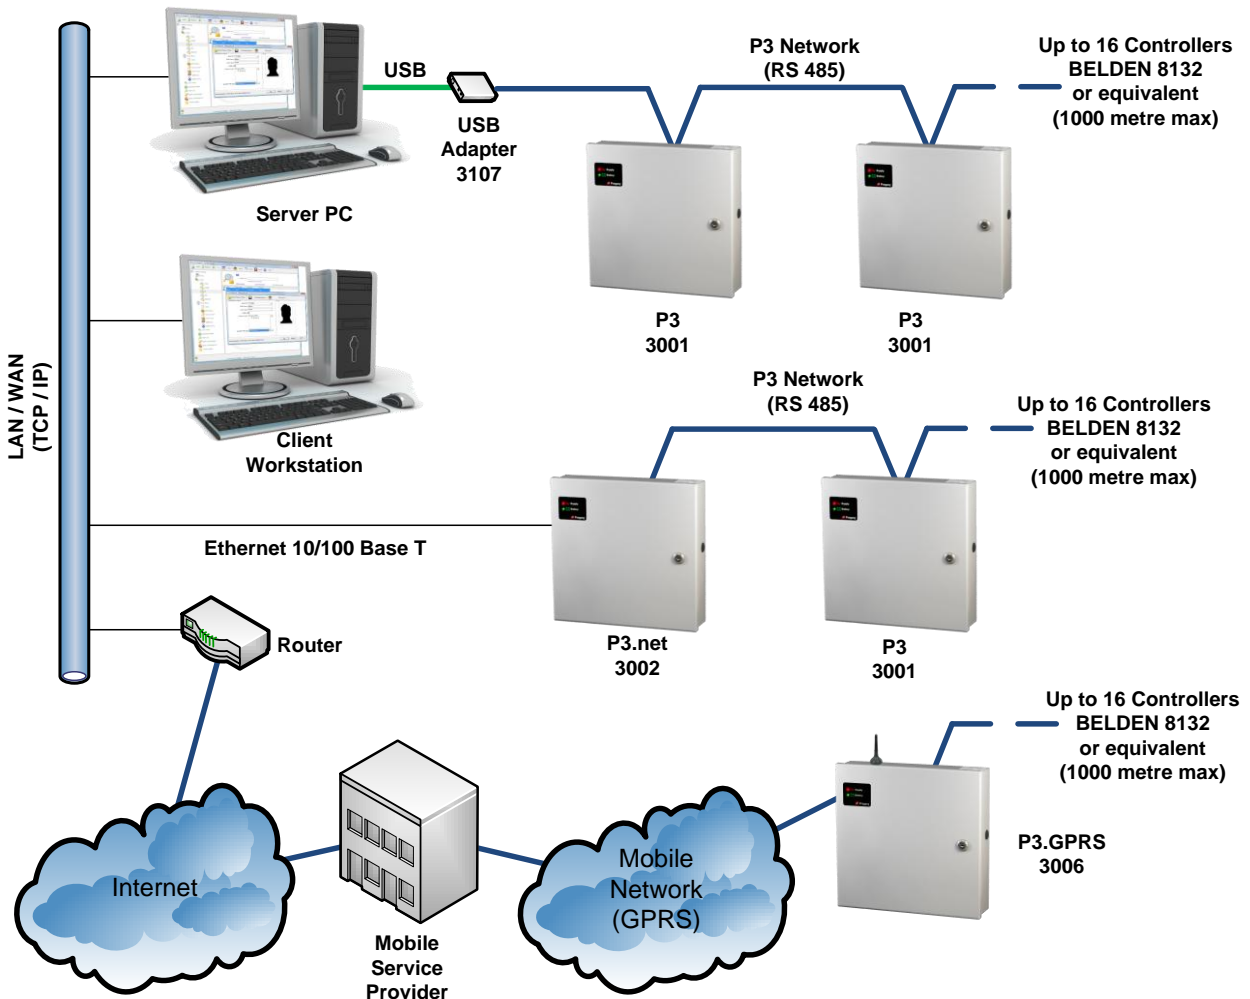 P3 Network
(RS 485)
Up to 16 Controllers
BELDEN 8132
or equivalent
(1000 metre max)
USB
USB
Adapter
3107
Server PC
P3
3001
P3
3001
LAN / WAN
(TCP / IP)
P3 Network
(RS 485)
Up to 16 Controllers
BELDEN 8132
or equivalent
(1000 metre max)
Client
Workstation
Ethernet 10/100 Base T
Router
P3.net
3002
P3
3001
Up to 16 Controllers
BELDEN 8132
or equivalent
(1000 metre max)
P3.GPRS
3006
Internet
Mobile
Network
(GPRS)
Mobile
Service
Provider